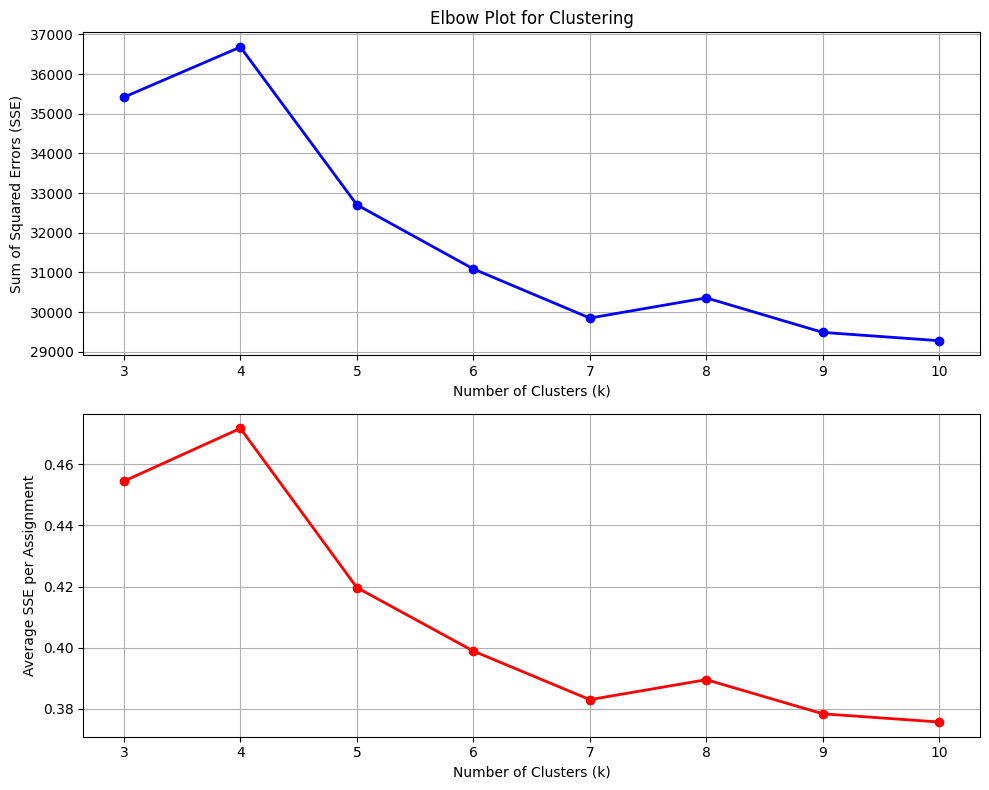 Elbow Plot for Clustering
Sum of Squared Errors (SSE)
37000
36000
35000
34000
33000
32000
31000
30000
29000
3 4 5 6 7 8 9 10
Number of Clusters (k)
Average SSE per Assignment
0.46
0.44
0.42
0.40
0.38
3 4 5 6 7 8 9 10
Number of Clusters (k)